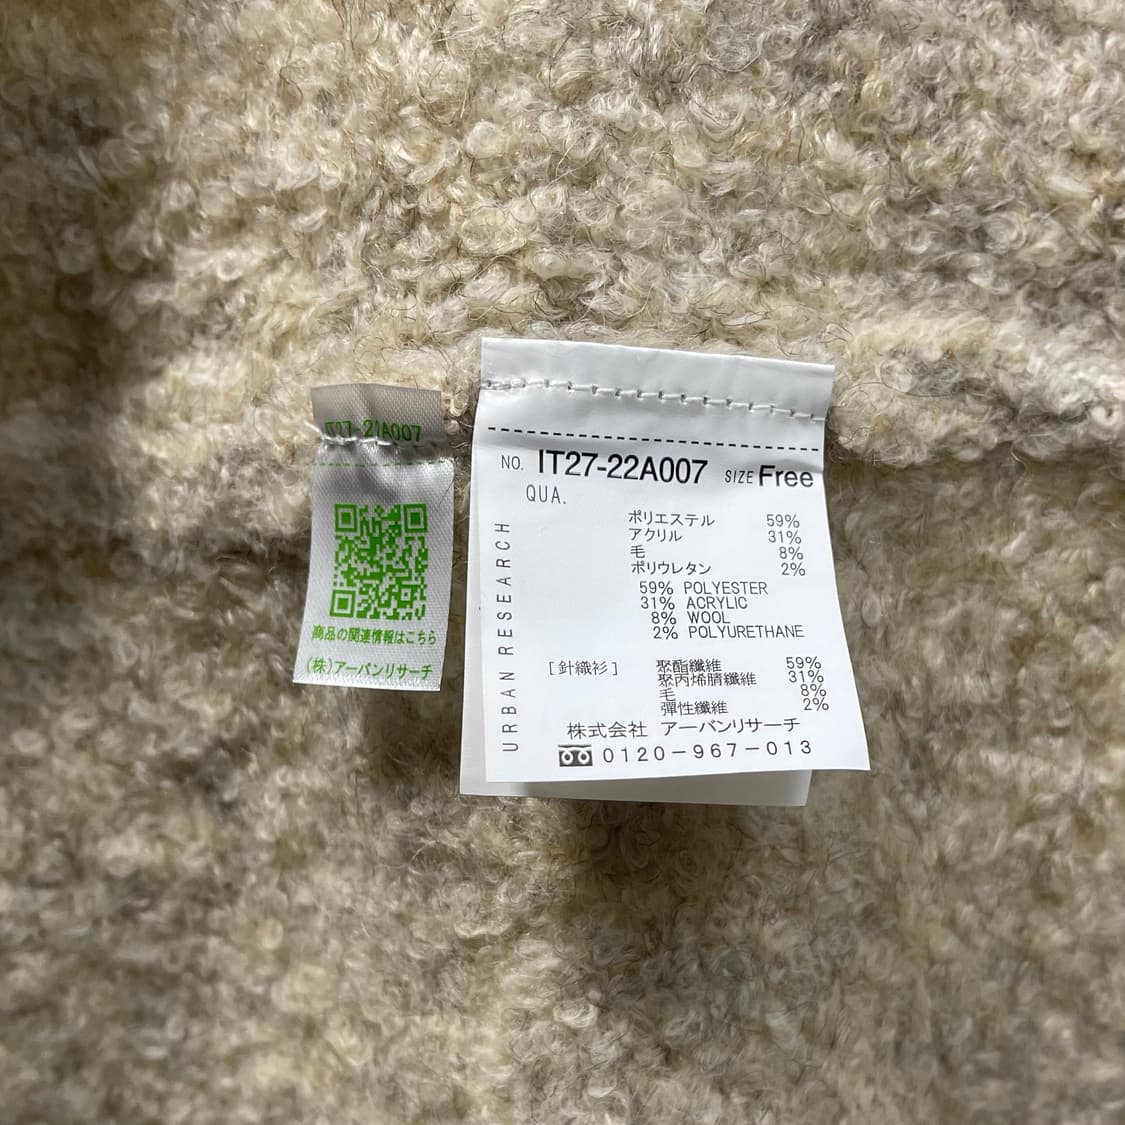 IT27-22A007
商品の関連情報はこちら
(株)アーバンリサーチ
NO. IT27-22A007 SIZE Free
QUA.
URBAN RESEARCH
ポリエステル 59%
アクリル 31%
毛 8%
ポリウレタン 2%
59% POLYESTER
31% ACRYLIC
8% WOOL
2% POLYURETHANE
[針織衫] 聚酯纖維 59%
聚丙烯腈纖維 31%
毛 8%
彈性纖維 2%
株式会社 アーバンリサーチ
0120-967-013